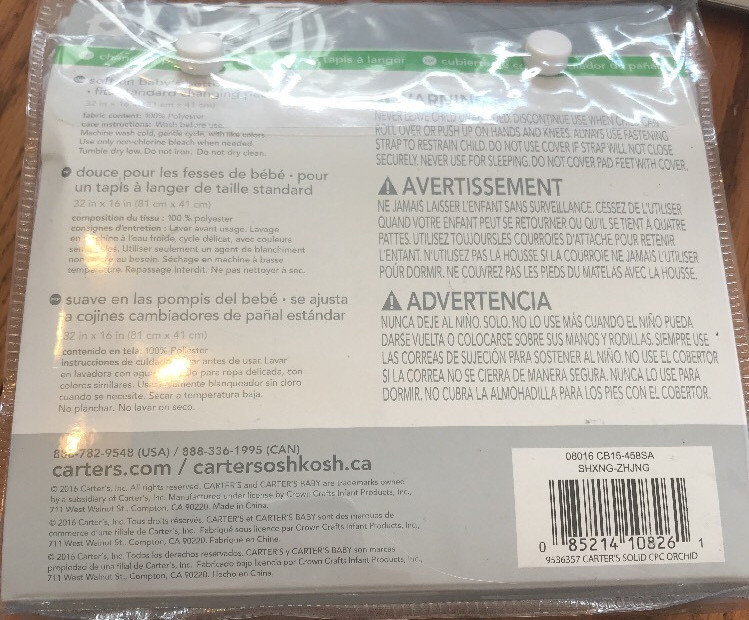 tapis à langer
soft on baby's
standard changing
32 in x 16 in (81 cm x 41 cm)
fabric content: 100% Polyester
care instructions: Wash before use.
Machine wash cold, gentle cycle, with like colors.
Use only non-chlorine bleach when needed.
Tumble dry low. Do not iron. Do not dry clean.
douce pour les fesses de bébé · pour
un tapis à langer de taille standard
32 in x 16 in (81 cm x 41 cm)
composition du tissu : 100 % polyester
consignes d'entretien : Laver avant usage. Lavage
en machine à l'eau froide, cycle délicat, avec couleurs
Utiliser seulement un agent de blanchiment
au besoin. Séchage en machine à basse
température. Repassage interdit. Ne pas nettoyer à sec.
suave en las pompis del bebé · se ajusta
a cojines cambiadores de pañal estándar
32 in x 16 in (81 cm x 41 cm)
contenido en tela: 100% Poliéster
instrucciones de cuidado antes de usar. Lavar
en lavadora con agua para ropa delicada, con
colores similares. blanqueador sin cloro
cuando se necesite. Secar a temperatura baja.
No planchar. No lavar en seco.
WARNING
NEVER LEAVE CHILD UNATTENDED. DISCONTINUE USE WHEN CHILD CAN
ROLL OVER OR PUSH UP ON HANDS AND KNEES. ALWAYS USE FASTENING
STRAP TO RESTRAIN CHILD. DO NOT USE COVER IF STRAP WILL NOT CLOSE
SECURELY. NEVER USE FOR SLEEPING. DO NOT COVER PAD FEET WITH COVER.
AVERTISSEMENT
NE JAMAIS LAISSER L'ENFANT SANS SURVEILLANCE. CESSEZ DE L'UTILISER
QUAND VOTRE ENFANT PEUT SE RETOURNER OU QU'IL SE TIENT À QUATRE
PATTES. UTILISEZ TOUJOURSLES COURROIES D'ATTACHE POUR RETENIR
L'ENTANT. N'UTILISEZ PAS LA HOUSSE SI LA COURROIE NE JAMAIS L'UTILISER
POUR DORMIR. NE COUVREZ PAS LES PIEDS DU MATELAS AVEC LA HOUSSE.
ADVERTENCIA
NUNCA DEJE AL NIÑO. SOLO. NO LO USE MÁS CUANDO EL NIÑO PUEDA
DARSE VUELTA O COLOCARSE SOBRE SUS MANOS Y RODILLAS. SIEMPRE USE
LAS CORREAS DE SUJECIÓN PARA SOSTENER AL NIÑO. NO USE EL COBERTOR
SI LA CORREA NO SE CIERRA DE MANERA SEGURA. NUNCA LO USE PARA
DORMIR. NO CUBRA LA ALMOHADILLA PARA LOS PIES CON EL COBERTOR.
782-9548 (USA) / 888-336-1995 (CAN)
carters.com / cartersoshkosh.ca
© 2016 Carter's, Inc. All rights reserved. CARTER'S and CARTER'S BABY are trademarks owned
by a subsidiary of Carter's, Inc. Manufactured under license by Crown Crafts Infant Products, Inc.,
711 West Walnut St., Compton, CA 90220. Made in China.
© 2016 Carter's, Inc. Tous droits réservés. CARTER'S et CARTER'S BABY sont des marques de
commerce d'une filiale de Carter's, Inc. Fabriqué sous licence par Crown Crafts Infant Products, Inc.,
711 West Walnut St., Compton, CA 90220. Fabriqué en Chine.
© 2016 Carter's, Inc. Todos los derechos reservados. CARTER'S y CARTER'S BABY son marcas
propiedad de una filial de Carter's, Inc. Fabricado bajo licencia por Crown Crafts Infant Products, Inc.,
711 West Walnut St., Compton, CA 90220. Hecho en China.
08016 CB15-458SA
SHXNG-ZHJNG
0 85214 10826 1
9536357 CARTER'S SOLID CPC ORCHID